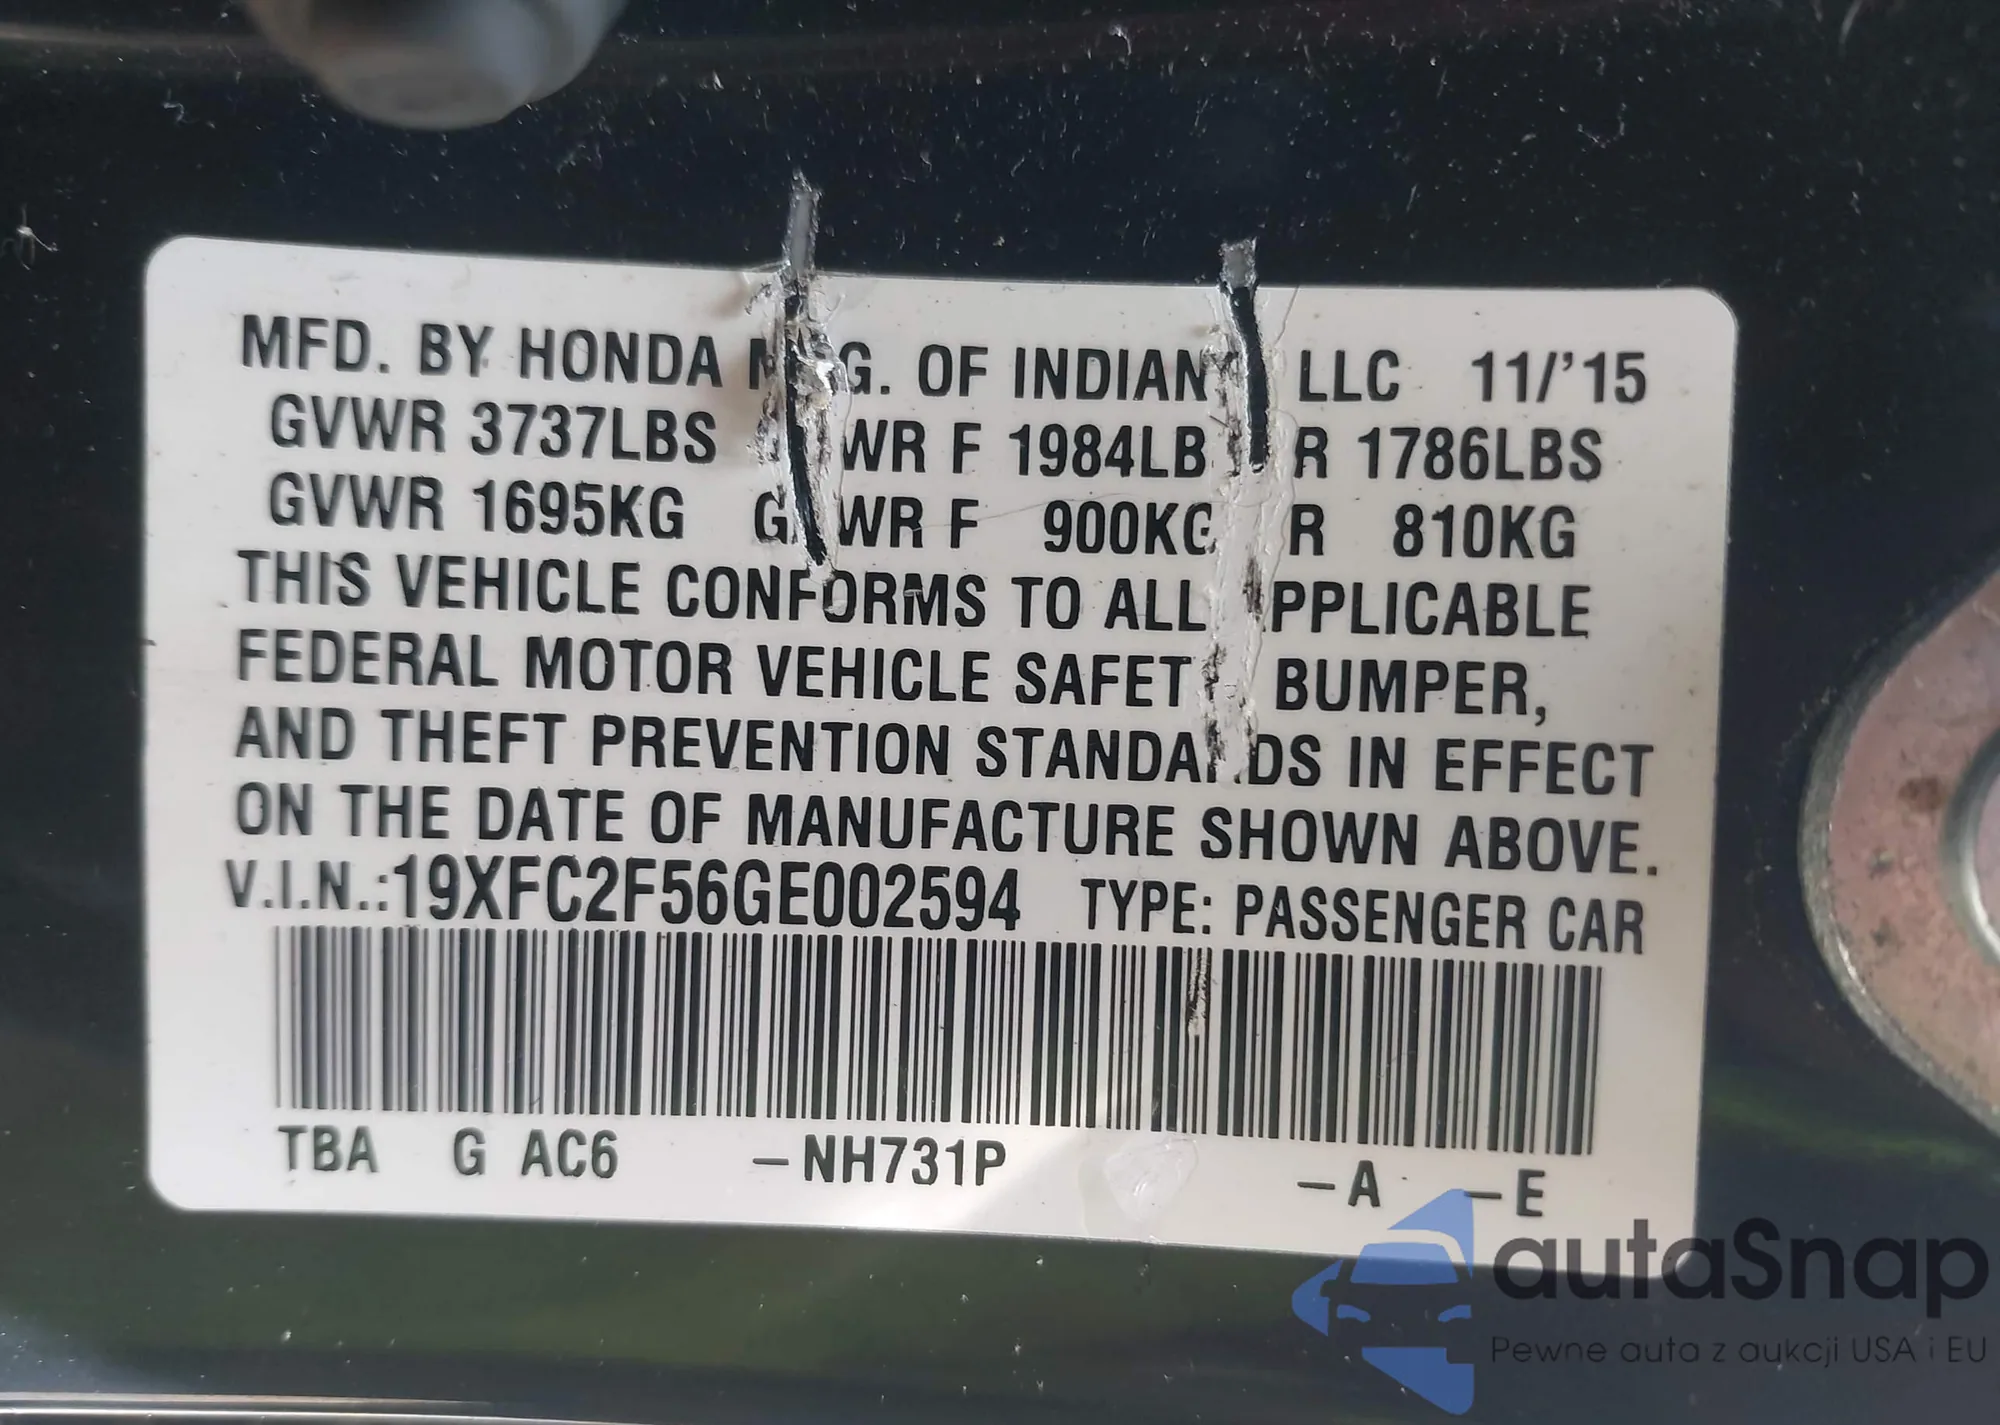 MFD. BY HONDA MFG. OF INDIANA LLC 11/'15
GVWR 3737LBS GAWR F 1984LBS R 1786LBS
GVWR 1695KG GAWR F 900KG R 810KG
THIS VEHICLE CONFORMS TO ALL APPLICABLE
FEDERAL MOTOR VEHICLE SAFETY BUMPER,
AND THEFT PREVENTION STANDARDS IN EFFECT
ON THE DATE OF MANUFACTURE SHOWN ABOVE.
V.I.N.:19XFC2F56GE002594 TYPE: PASSENGER CAR
TBA G AC6 –NH731P –A –E
autaSnap
Pewne auta z aukcji USA i EU